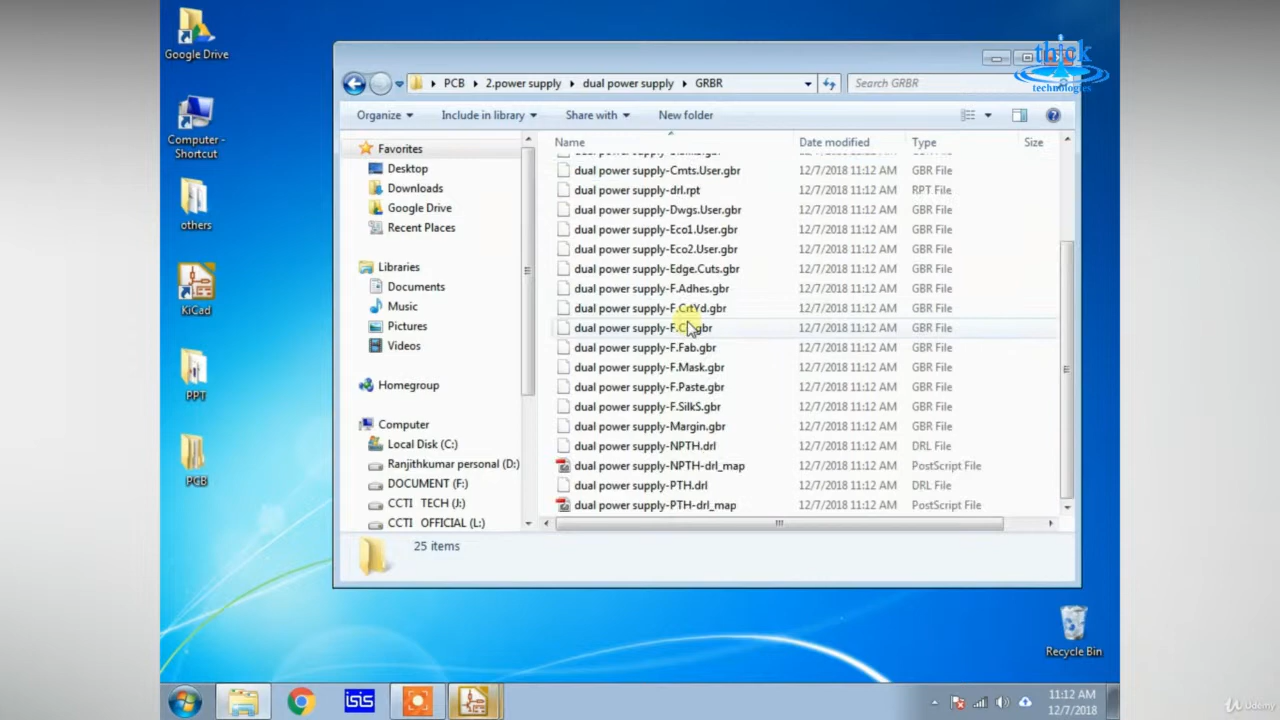 Google Drive
Computer -
Shortcut
others
KiCad
PPT
PCB
thick
technologies
PCB
2.power supply
dual power supply
GRBR
Search GRBR
Organize
Include in library
Share with
New folder
Favorites
Desktop
Downloads
Google Drive
Recent Places
Libraries
Documents
Music
Pictures
Videos
Homegroup
Computer
Local Disk (C:)
Ranjithkumar personal (D:)
DOCUMENT (F:)
CCTI TECH (J:)
CCTI OFFICIAL (L:)
Name Date modified Type Size
dual power supply-Cmts.User.gbr 12/7/2018 11:12 AM GBR File
dual power supply-drl.rpt 12/7/2018 11:12 AM RPT File
dual power supply-Dwgs.User.gbr 12/7/2018 11:12 AM GBR File
dual power supply-Eco1.User.gbr 12/7/2018 11:12 AM GBR File
dual power supply-Eco2.User.gbr 12/7/2018 11:12 AM GBR File
dual power supply-Edge.Cuts.gbr 12/7/2018 11:12 AM GBR File
dual power supply-F.Adhes.gbr 12/7/2018 11:12 AM GBR File
dual power supply-F.CrtYd.gbr 12/7/2018 11:12 AM GBR File
dual power 12/7/2018 11:12 AM GBR File
dual power supply-F.Fab.gbr 12/7/2018 11:12 AM GBR File
dual power supply-F.Mask.gbr 12/7/2018 11:12 AM GBR File
dual power supply-F.Paste.gbr 12/7/2018 11:12 AM GBR File
dual power supply-F.SilkS.gbr 12/7/2018 11:12 AM GBR File
dual power supply-Margin.gbr 12/7/2018 11:12 AM GBR File
dual power supply-NPTH.drl 12/7/2018 11:12 AM DRL File
dual power supply-NPTH-drl_map 12/7/2018 11:12 AM PostScript File
dual power supply-PTH.drl 12/7/2018 11:12 AM DRL File
dual power supply-PTH-drl_map 12/7/2018 11:12 AM PostScript File
25 items
Recycle Bin
isis
11:12 AM
12/7/2018
Udemy